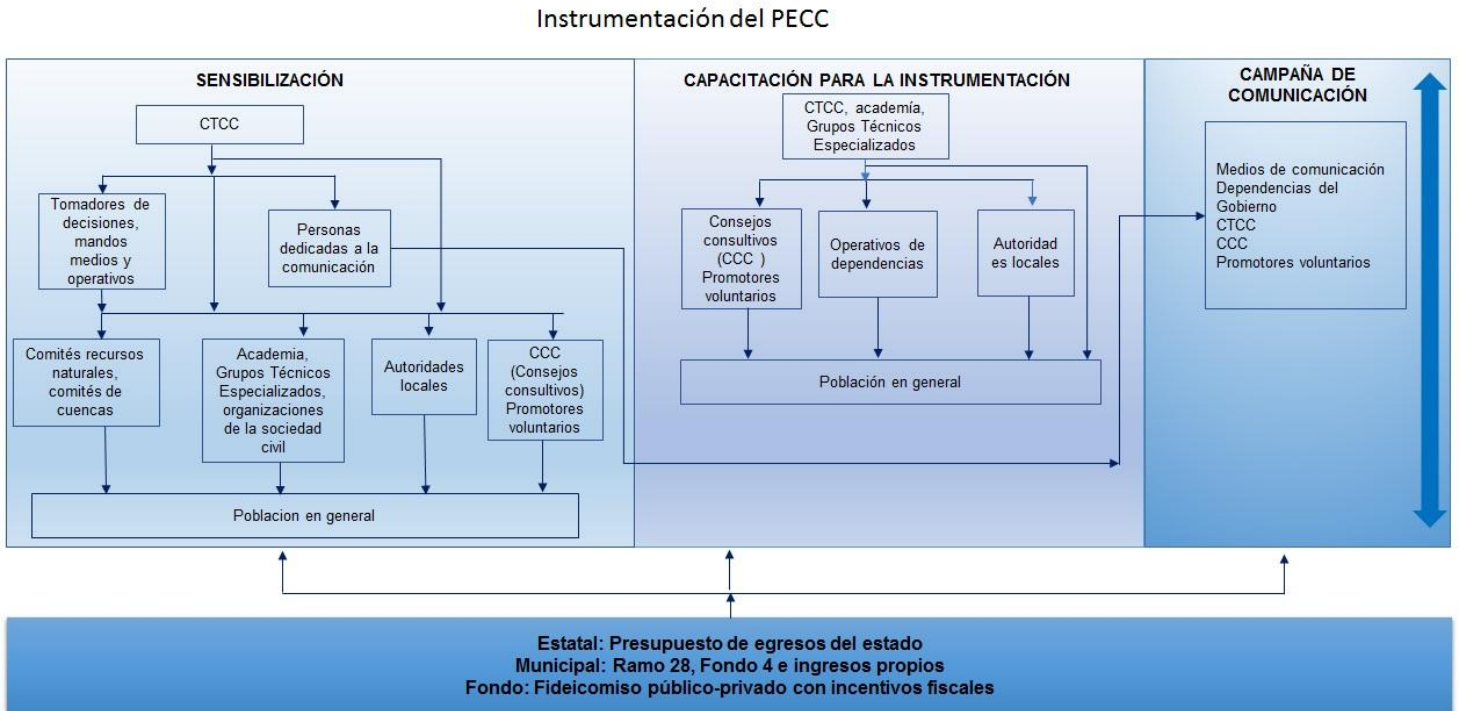 Instrumentación del PECC
SENSIBILIZACIÓN
CTCC
Tomadores de
decisiones,
mandos
medios y
operativos
Personas
dedicadas a la
comunicación
Comités recursos
naturales,
comités de
cuencas
Academia,
Grupos Técnicos
Especializados,
organizaciones
de la sociedad
civil
Autoridades
locales
CCC
(Consejos
consultivos)
Promotores
voluntarios
Poblacion en general
CAPACITACIÓN PARA LA INSTRUMENTACIÓN
CTCC, academía,
Grupos Técnicos
Especializados
Consejos
consultivos
(CCC )
Promotores
voluntarios
Operativos de
dependencias
Autoridad
es locales
Población en general
CAMPAÑA DE
COMUNICACIÓN
Medios de comunicación
Dependencias del
Gobierno
CTCC
CCC
Promotores voluntarios
Estatal: Presupuesto de egresos del estado
Municipal: Ramo 28, Fondo 4 e ingresos propios
Fondo: Fideicomiso público-privado con incentivos fiscales